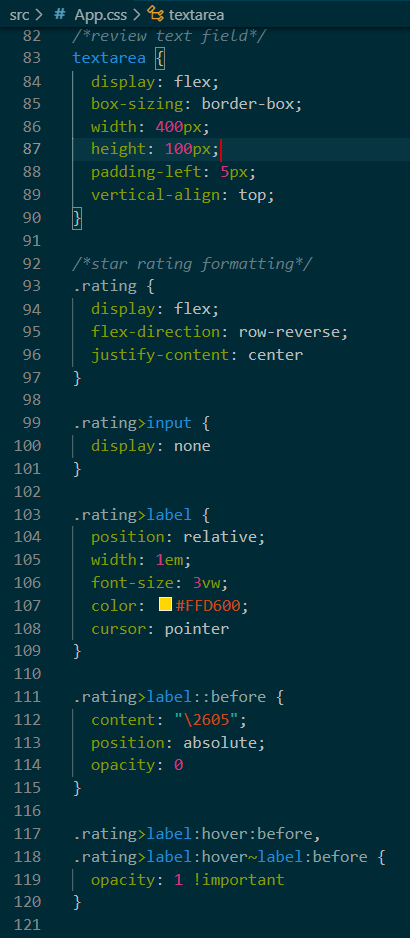 src > # App.css > textarea
82 /*review text field*/
83 textarea {
84   display: flex;
85   box-sizing: border-box;
86   width: 400px;
87   height: 100px;
88   padding-left: 5px;
89   vertical-align: top;
90 }
91
92 /*star rating formatting*/
93 .rating {
94   display: flex;
95   flex-direction: row-reverse;
96   justify-content: center
97 }
98
99 .rating>input {
100   display: none
101 }
102
103 .rating>label {
104   position: relative;
105   width: 1em;
106   font-size: 3vw;
107   color: #FFD600;
108   cursor: pointer
109 }
110
111 .rating>label::before {
112   content: "\2605";
113   position: absolute;
114   opacity: 0
115 }
116
117 .rating>label:hover:before,
118 .rating>label:hover~label:before {
119   opacity: 1 !important
120 }
121